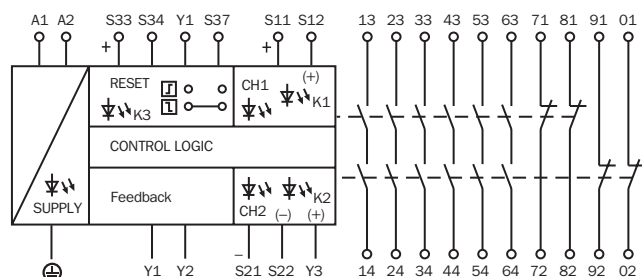 A1 A2 S33 S34 Y1 S37 S11 S12 13 23 33 43 53 63 71 81 91 01
+ +
RESET CH1 (+)
K3 K1
CONTROL LOGIC
Feedback K2
SUPPLY CH2 (–) (+)
– 
Y1 Y2 S21 S22 Y3 14 24 34 44 54 64 72 82 92 02